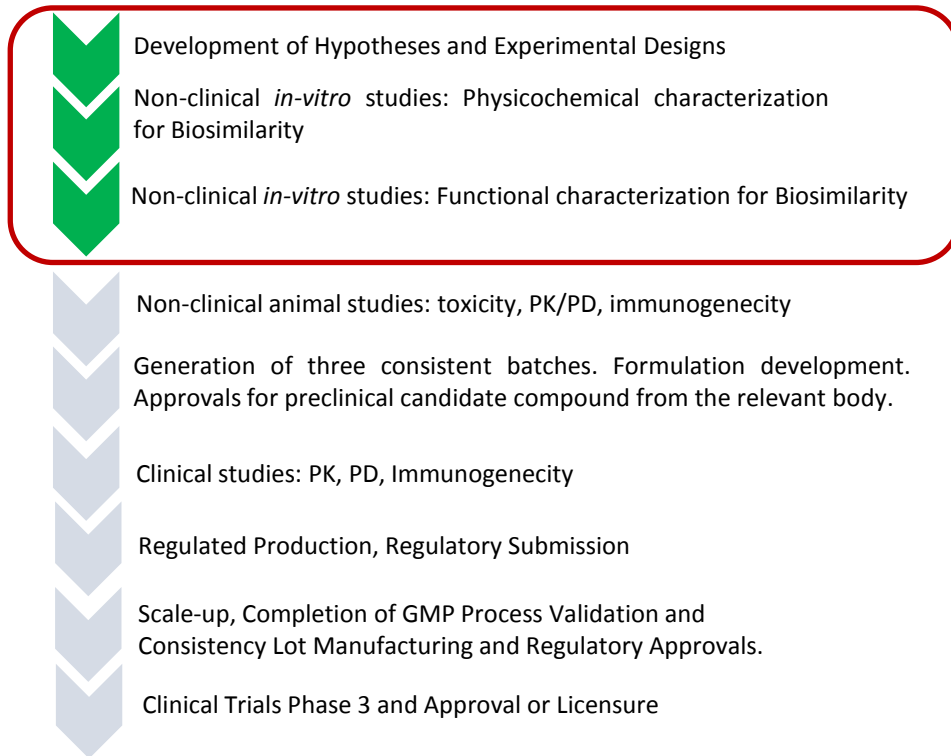 Development of Hypotheses and Experimental Designs
Non-clinical in-vitro studies: Physicochemical characterization
for Biosimilarity
Non-clinical in-vitro studies: Functional characterization for Biosimilarity
Non-clinical animal studies: toxicity, PK/PD, immunogenecity
Generation of three consistent batches. Formulation development.
Approvals for preclinical candidate compound from the relevant body.
Clinical studies: PK, PD, Immunogenecity
Regulated Production, Regulatory Submission
Scale-up, Completion of GMP Process Validation and
Consistency Lot Manufacturing and Regulatory Approvals.
Clinical Trials Phase 3 and Approval or Licensure